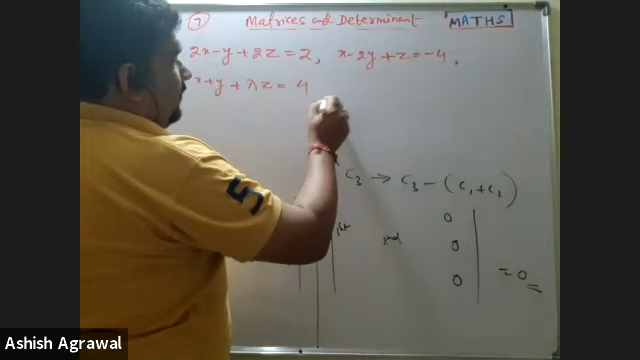 7 Matrices and Determinant MATHS
2x-y+2z=2, x-2y+z=-4,
x+y+λz=4
C₃ → C₃-(C₁+C₂)
0
1st 2nd 0 =0
0
Ashish Agrawal